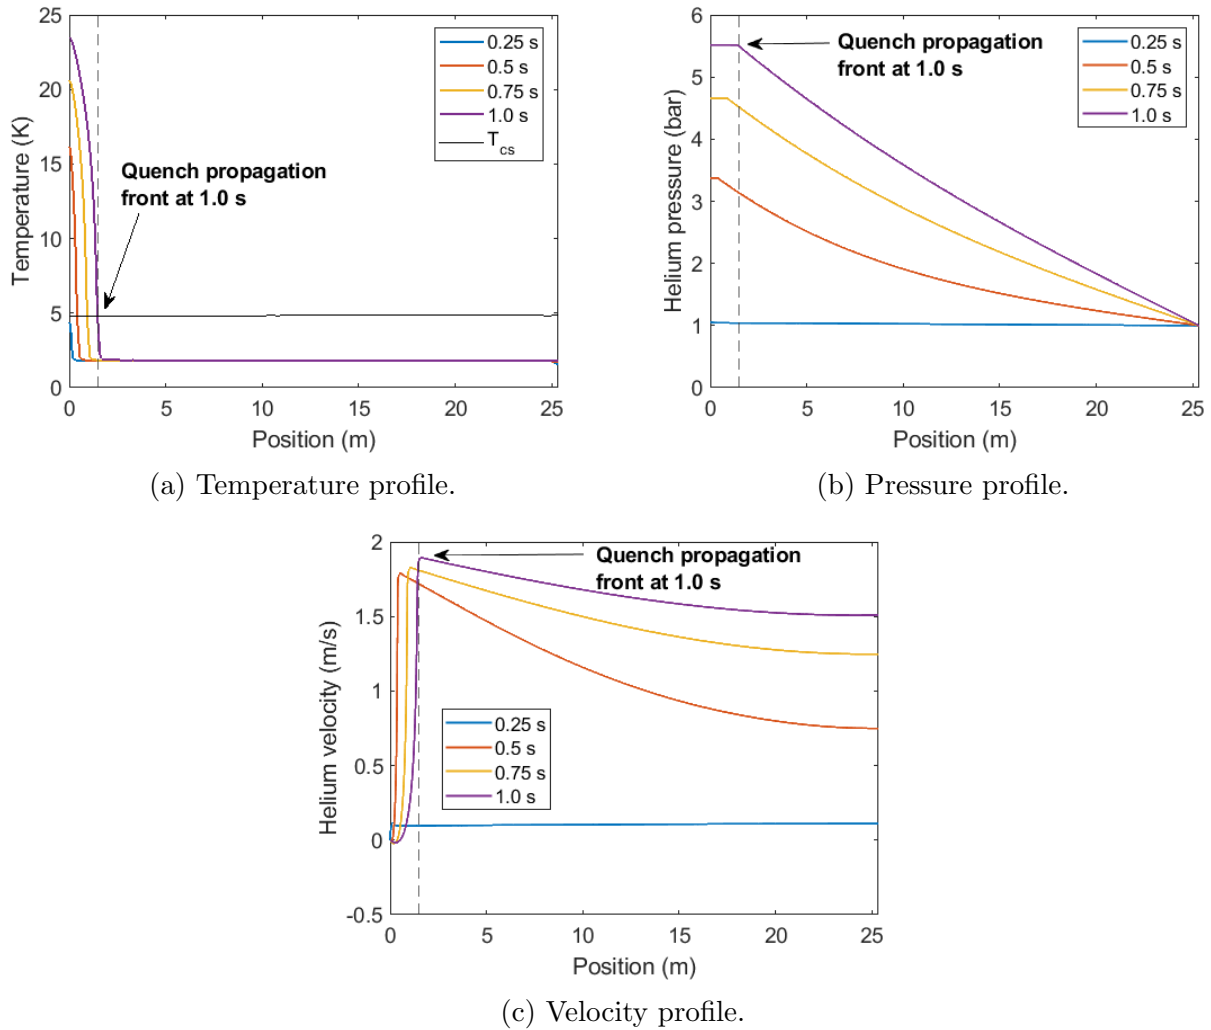 25
20
15
10
5
0
Temperature (K)
0.25 s
0.5 s
0.75 s
1.0 s
Tcs
Quench propagation
front at 1.0 s
0 5 10 15 20 25
Position (m)
(a) Temperature profile.
6
5
4
3
2
1
0
Helium pressure (bar)
Quench propagation
front at 1.0 s
0.25 s
0.5 s
0.75 s
1.0 s
0 5 10 15 20 25
Position (m)
(b) Pressure profile.
2
1.5
1
0.5
0
-0.5
Helium velocity (m/s)
Quench propagation
front at 1.0 s
0.25 s
0.5 s
0.75 s
1.0 s
0 5 10 15 20 25
Position (m)
(c) Velocity profile.